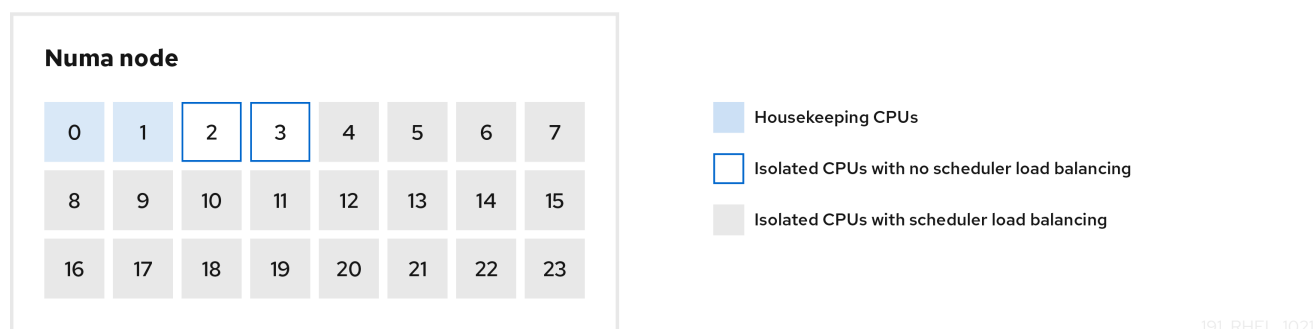 Numa node
0 1 2 3 4 5 6 7
8 9 10 11 12 13 14 15
16 17 18 19 20 21 22 23
Housekeeping CPUs
Isolated CPUs with no scheduler load balancing
Isolated CPUs with scheduler load balancing